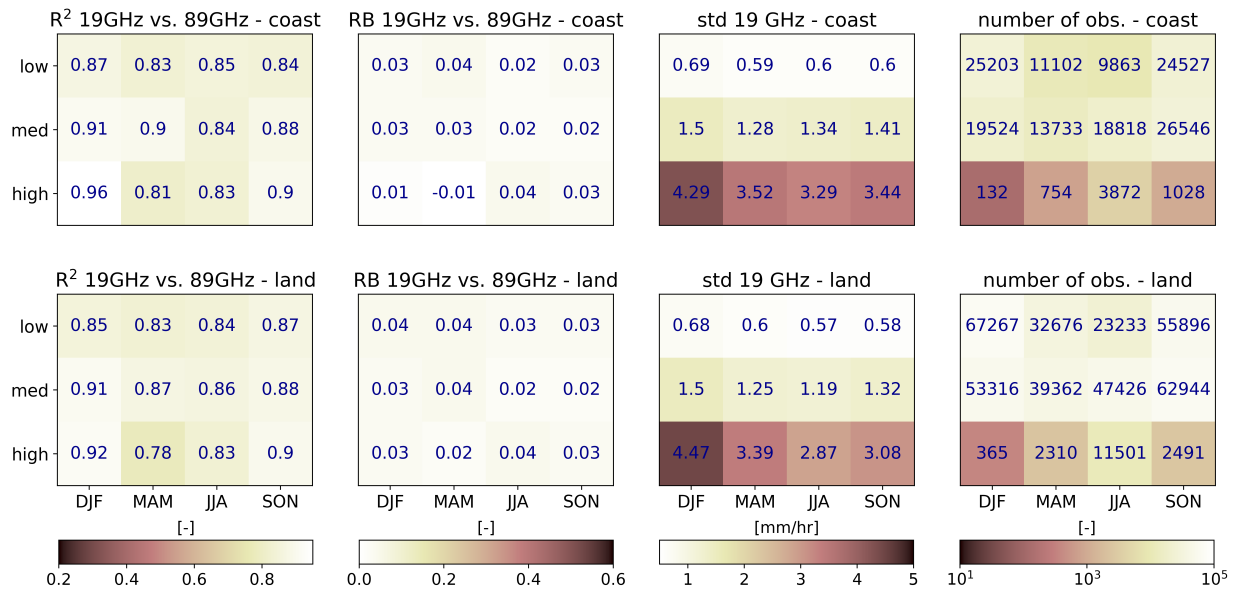 R² 19GHz vs. 89GHz - coast RB 19GHz vs. 89GHz - coast std 19 GHz - coast number of obs. - coast
low 0.87 0.83 0.85 0.84 0.03 0.04 0.02 0.03 0.69 0.59 0.6 0.6 25203 11102 9863 24527
med 0.91 0.9 0.84 0.88 0.03 0.03 0.02 0.02 1.5 1.28 1.34 1.41 19524 13733 18818 26546
high 0.96 0.81 0.83 0.9 0.01 -0.01 0.04 0.03 4.29 3.52 3.29 3.44 132 754 3872 1028
R² 19GHz vs. 89GHz - land RB 19GHz vs. 89GHz - land std 19 GHz - land number of obs. - land
low 0.85 0.83 0.84 0.87 0.04 0.04 0.03 0.03 0.68 0.6 0.57 0.58 67267 32676 23233 55896
med 0.91 0.87 0.86 0.88 0.03 0.04 0.02 0.02 1.5 1.25 1.19 1.32 53316 39362 47426 62944
high 0.92 0.78 0.83 0.9 0.03 0.02 0.04 0.03 4.47 3.39 2.87 3.08 365 2310 11501 2491
DJF MAM JJA SON DJF MAM JJA SON DJF MAM JJA SON DJF MAM JJA SON
[-] [-] [mm/hr] [-]
0.2 0.4 0.6 0.8 0.0 0.2 0.4 0.6 1 2 3 4 5 10¹ 10³ 10⁵